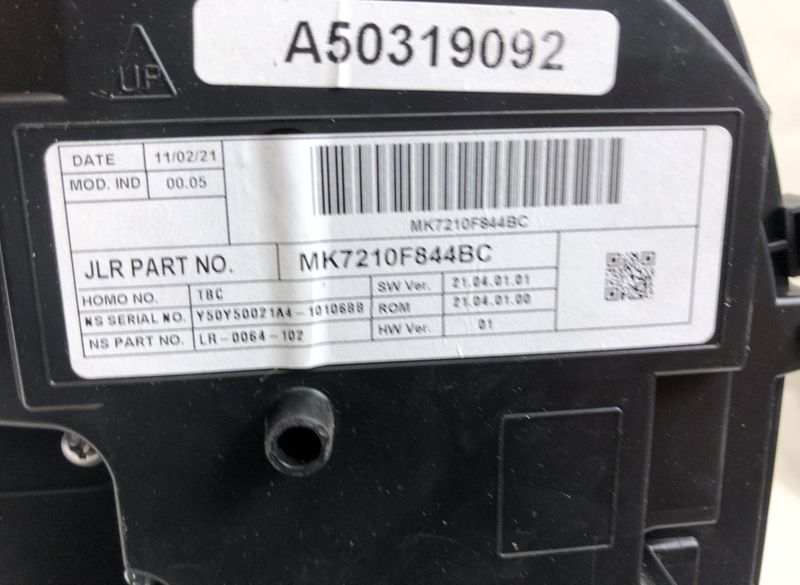 A50319092
UP
DATE 11/02/21
MOD. IND 00.05
MK7210F844BC
JLR PART NO. MK7210F844BC
HOMO NO. TBC
SW Ver. 21.04.01.01
NS SERIAL NO. Y50Y50021A4-1010688
ROM 21.04.01.00
NS PART NO. LR-0064-102
HW Ver. 01